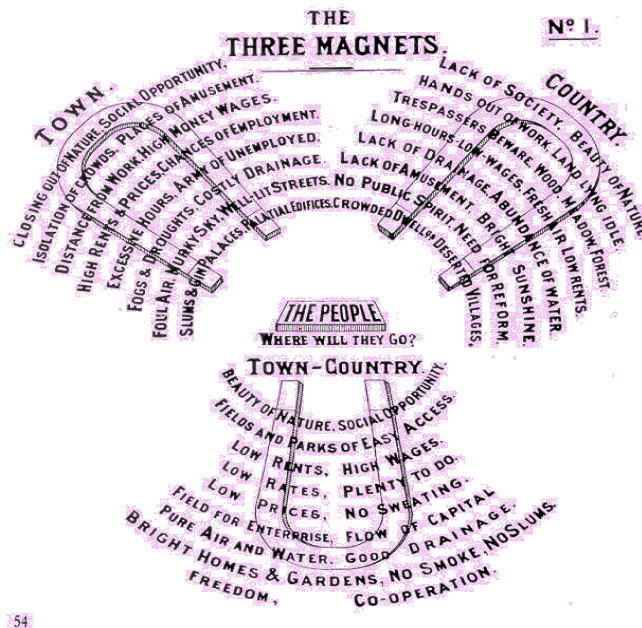 THE
THREE MAGNETS.
Nº 1.
TOWN.
CLOSING OUT OF NATURE. SOCIAL OPPORTUNITY.
ISOLATION OF CROWDS. PLACES OF AMUSEMENT.
DISTANCE FROM WORK. HIGH MONEY WAGES.
HIGH RENTS & PRICES. CHANCES OF EMPLOYMENT.
EXCESSIVE HOURS. ARMY OF UNEMPLOYED.
FOGS & DROUGHTS. COSTLY DRAINAGE.
FOUL AIR. MURKY SKY. WELL-LIT STREETS.
SLUMS & GIN PALACES. PALATIAL EDIFICES.
COUNTRY
LACK OF SOCIETY. BEAUTY OF NATURE.
HANDS OUT OF WORK. LAND LYING IDLE.
TRESPASSERS BEWARE. WOOD, MEADOW, FOREST.
LONG HOURS-LOW WAGES. FRESH AIR. LOW RENTS.
LACK OF DRAINAGE. ABUNDANCE OF WATER
LACK OF AMUSEMENT. BRIGHT SUNSHINE.
NO PUBLIC SPIRIT. NEED FOR REFORM.
CROWDED DESERTED VILLAGES,
THE PEOPLE
WHERE WILL THEY GO?
TOWN-COUNTRY.
BEAUTY OF NATURE, SOCIAL OPPORTUNITY.
FIELDS AND PARKS OF EASY ACCESS.
LOW RENTS, HIGH WAGES.
LOW RATES, PLENTY TO DO.
LOW PRICES, NO SWEATING.
FIELD FOR ENTERPRISE, FLOW OF CAPITAL
PURE AIR AND WATER. GOOD DRAINAGE.
BRIGHT HOMES & GARDENS, NO SMOKE, NO SLUMS.
FREEDOM, CO-OPERATION.
54